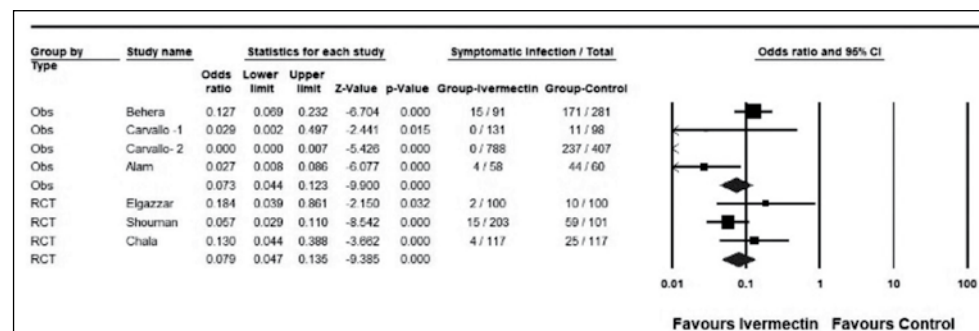 Group by Study name Statistics for each study Symptomatic Infection / Total Odds ratio and 95% CI
Type
Odds Lower Upper
ratio limit limit Z-Value p-Value Group-Ivermectin Group-Control
Obs Behera 0.127 0.069 0.232 -6.704 0.000 15 / 91 171 / 281
Obs Carvallo -1 0.029 0.002 0.497 -2.441 0.015 0 / 131 11 / 98
Obs Carvallo- 2 0.000 0.000 0.007 -5.426 0.000 0 / 788 237 / 407
Obs Alam 0.027 0.008 0.086 -6.077 0.000 4 / 58 44 / 60
Obs 0.073 0.044 0.123 -9.900 0.000
RCT Elgazzar 0.184 0.039 0.861 -2.150 0.032 2 / 100 10 / 100
RCT Shouman 0.057 0.029 0.110 -8.542 0.000 15 / 203 59 / 101
RCT Chala 0.130 0.044 0.388 -3.662 0.000 4 / 117 25 / 117
RCT 0.079 0.047 0.135 -9.385 0.000
0.01 0.1 1 10 100
Favours Ivermectin Favours Control